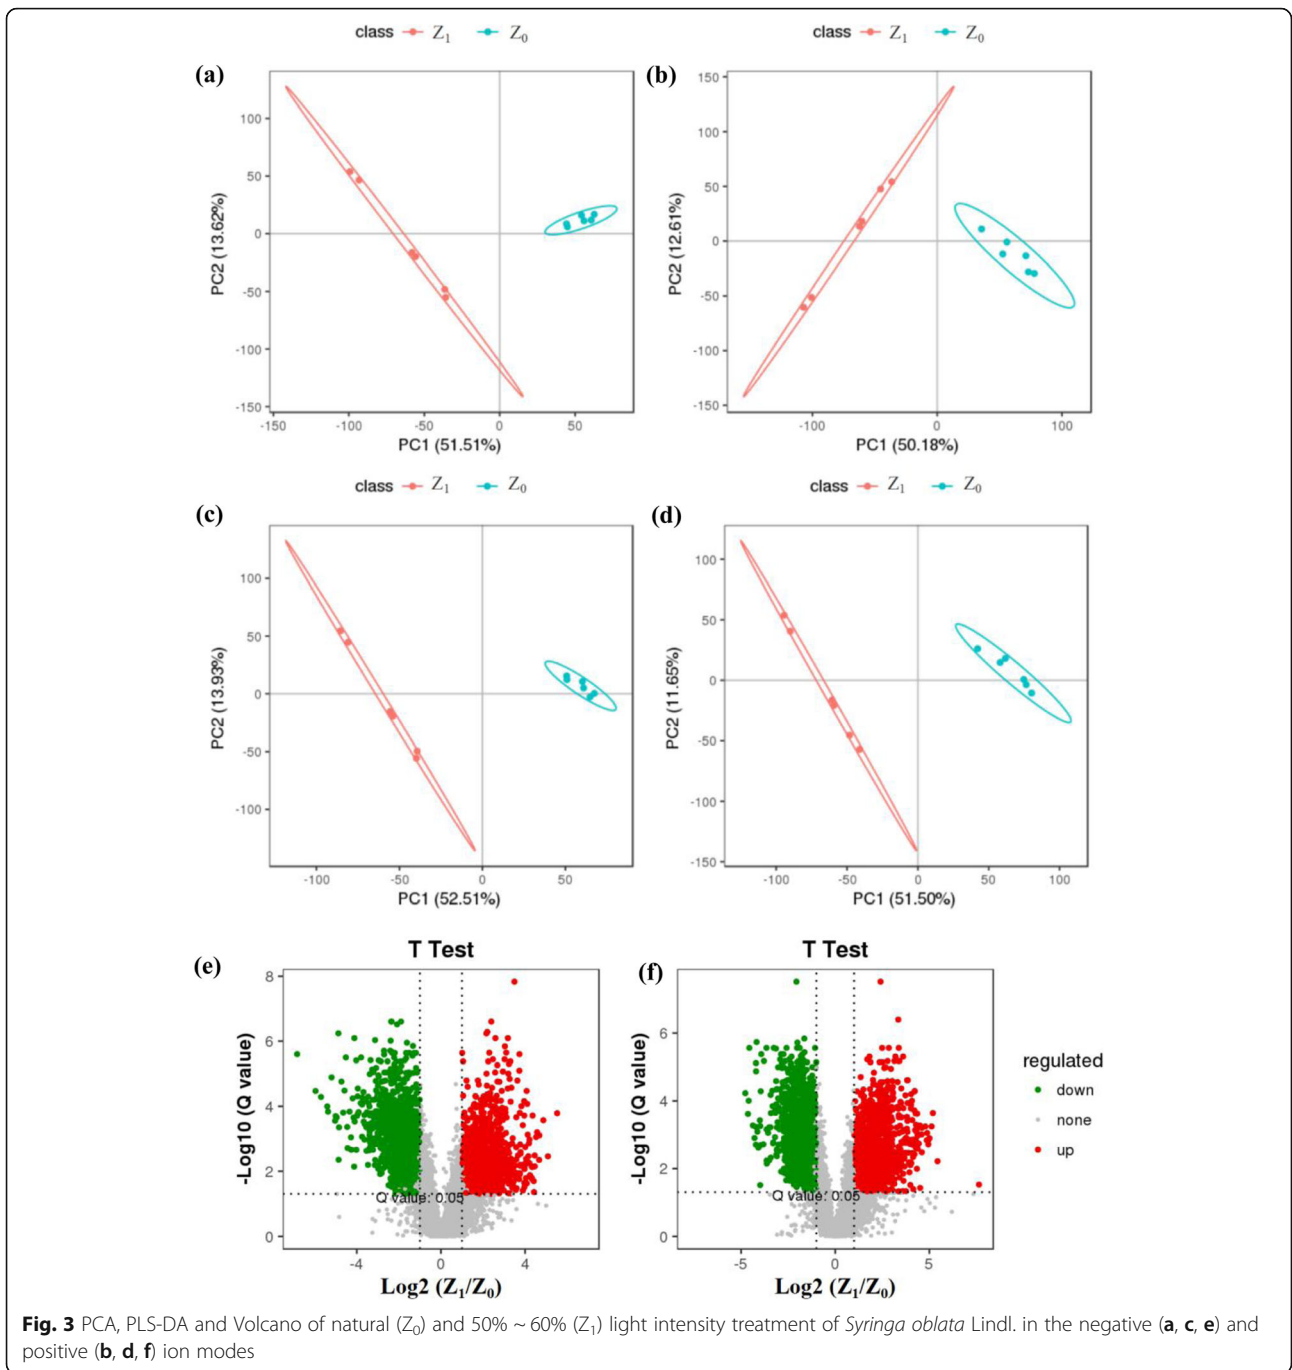 class Z1 Z0
class Z1 Z0
(a)
100
50
0
-50
-100
-150
PC2 (13.62%)
-150 -100 -50 0 50
PC1 (51.51%)
(b)
150
100
50
0
-50
-100
-150
PC2 (12.61%)
-100 0 100
PC1 (50.18%)
class Z1 Z0
class Z1 Z0
(c)
100
50
0
-50
-100
PC2 (13.93%)
-100 -50 0 50
PC1 (52.51%)
(d)
100
50
0
-50
-100
-150
PC2 (11.65%)
-100 -50 0 50 100
PC1 (51.50%)
(e)
T Test
8
6
4
2
0
-Log10 (Q value)
Q value: 0.05
-4 0 4
Log2 (Z1/Z0)
(f)
T Test
6
4
2
0
-Log10 (Q value)
Q value: 0.05
-5 0 5
Log2 (Z1/Z0)
regulated
down
none
up
Fig. 3 PCA, PLS-DA and Volcano of natural (Z0) and 50% ~ 60% (Z1) light intensity treatment of Syringa oblata Lindl. in the negative (a, c, e) and
positive (b, d, f) ion modes